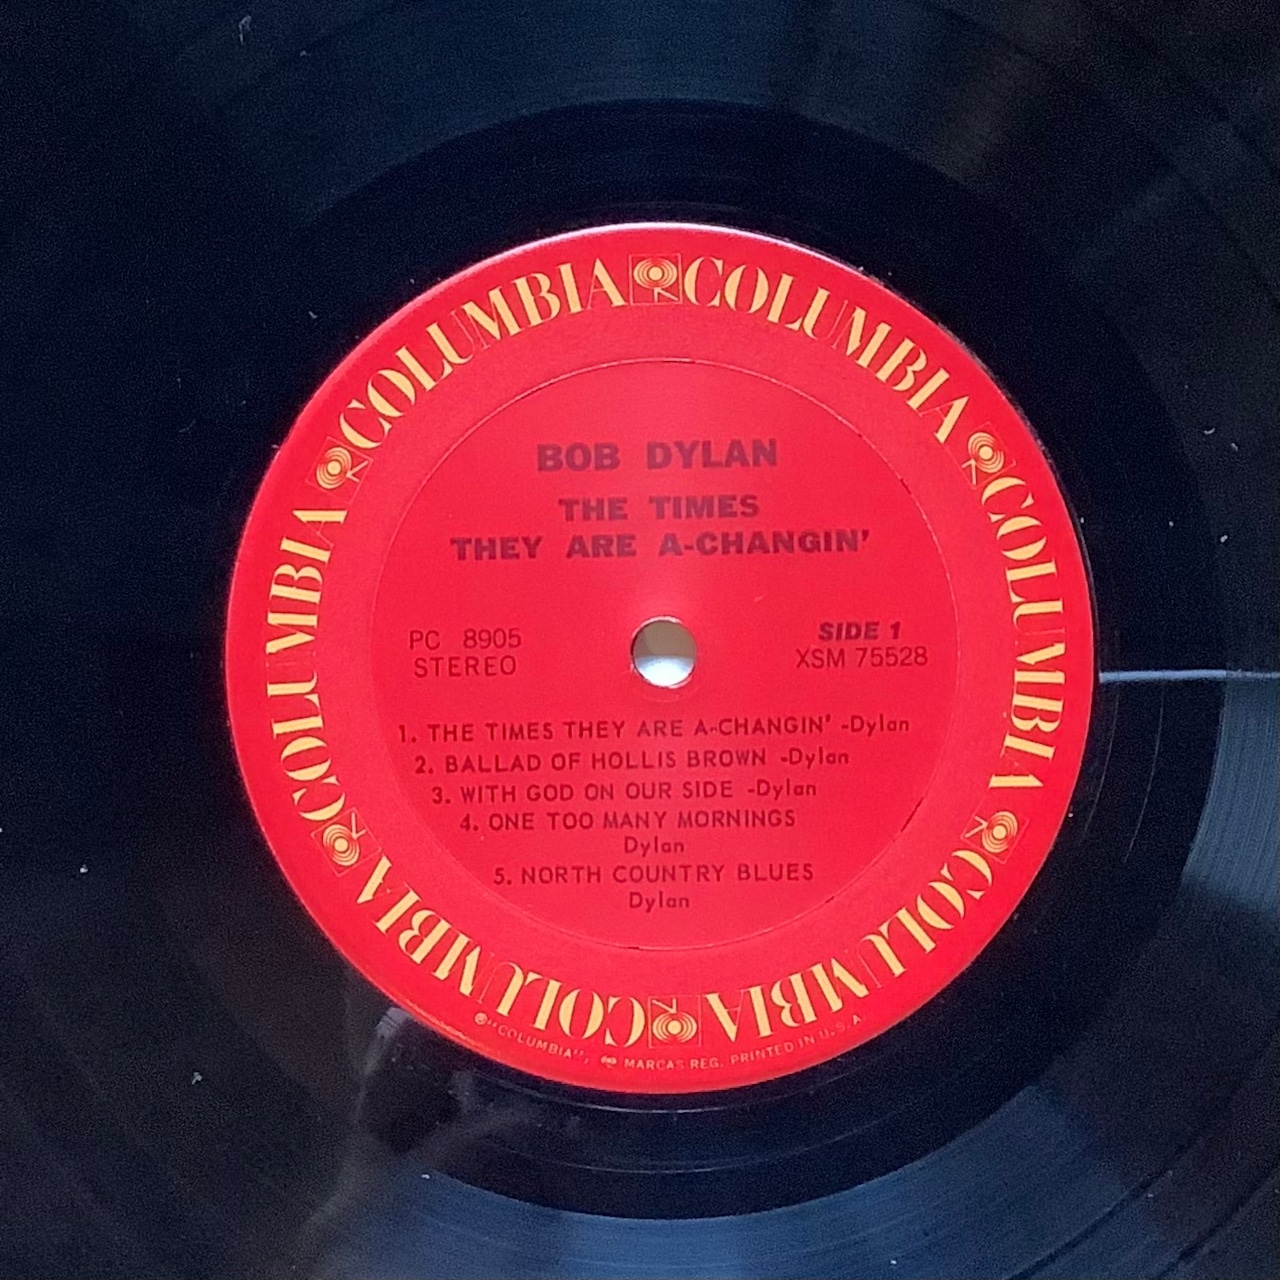 COLUMBIA COLUMBIA COLUMBIA COLUMBIA COLUMBIA COLUMBIA
BOB DYLAN
THE TIMES
THEY ARE A-CHANGIN'
PC 8905
STEREO
SIDE 1
XSM 75528
1. THE TIMES THEY ARE A-CHANGIN' -Dylan
2. BALLAD OF HOLLIS BROWN -Dylan
3. WITH GOD ON OUR SIDE -Dylan
4. ONE TOO MANY MORNINGS
Dylan
5. NORTH COUNTRY BLUES
Dylan
®"COLUMBIA", MARCAS REG. PRINTED IN U.S.A